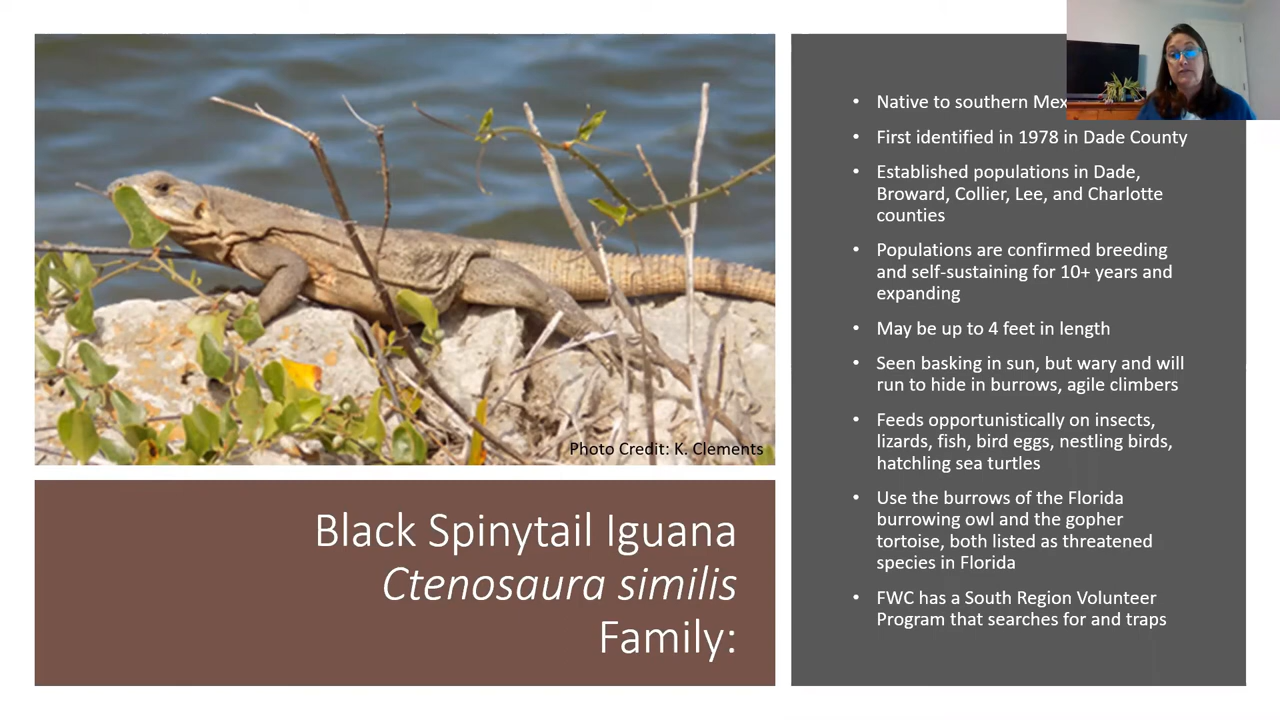 Photo Credit: K. Clements
Black Spinytail Iguana
Ctenosaura similis
Family:
• Native to southern
• First identified in 1978 in Dade County
• Established populations in Dade,
Broward, Collier, Lee, and Charlotte
counties
• Populations are confirmed breeding
and self-sustaining for 10+ years and
expanding
• May be up to 4 feet in length
• Seen basking in sun, but wary and will
run to hide in burrows, agile climbers
• Feeds opportunistically on insects,
lizards, fish, bird eggs, nestling birds,
hatchling sea turtles
• Use the burrows of the Florida
burrowing owl and the gopher
tortoise, both listed as threatened
species in Florida
• FWC has a South Region Volunteer
Program that searches for and traps